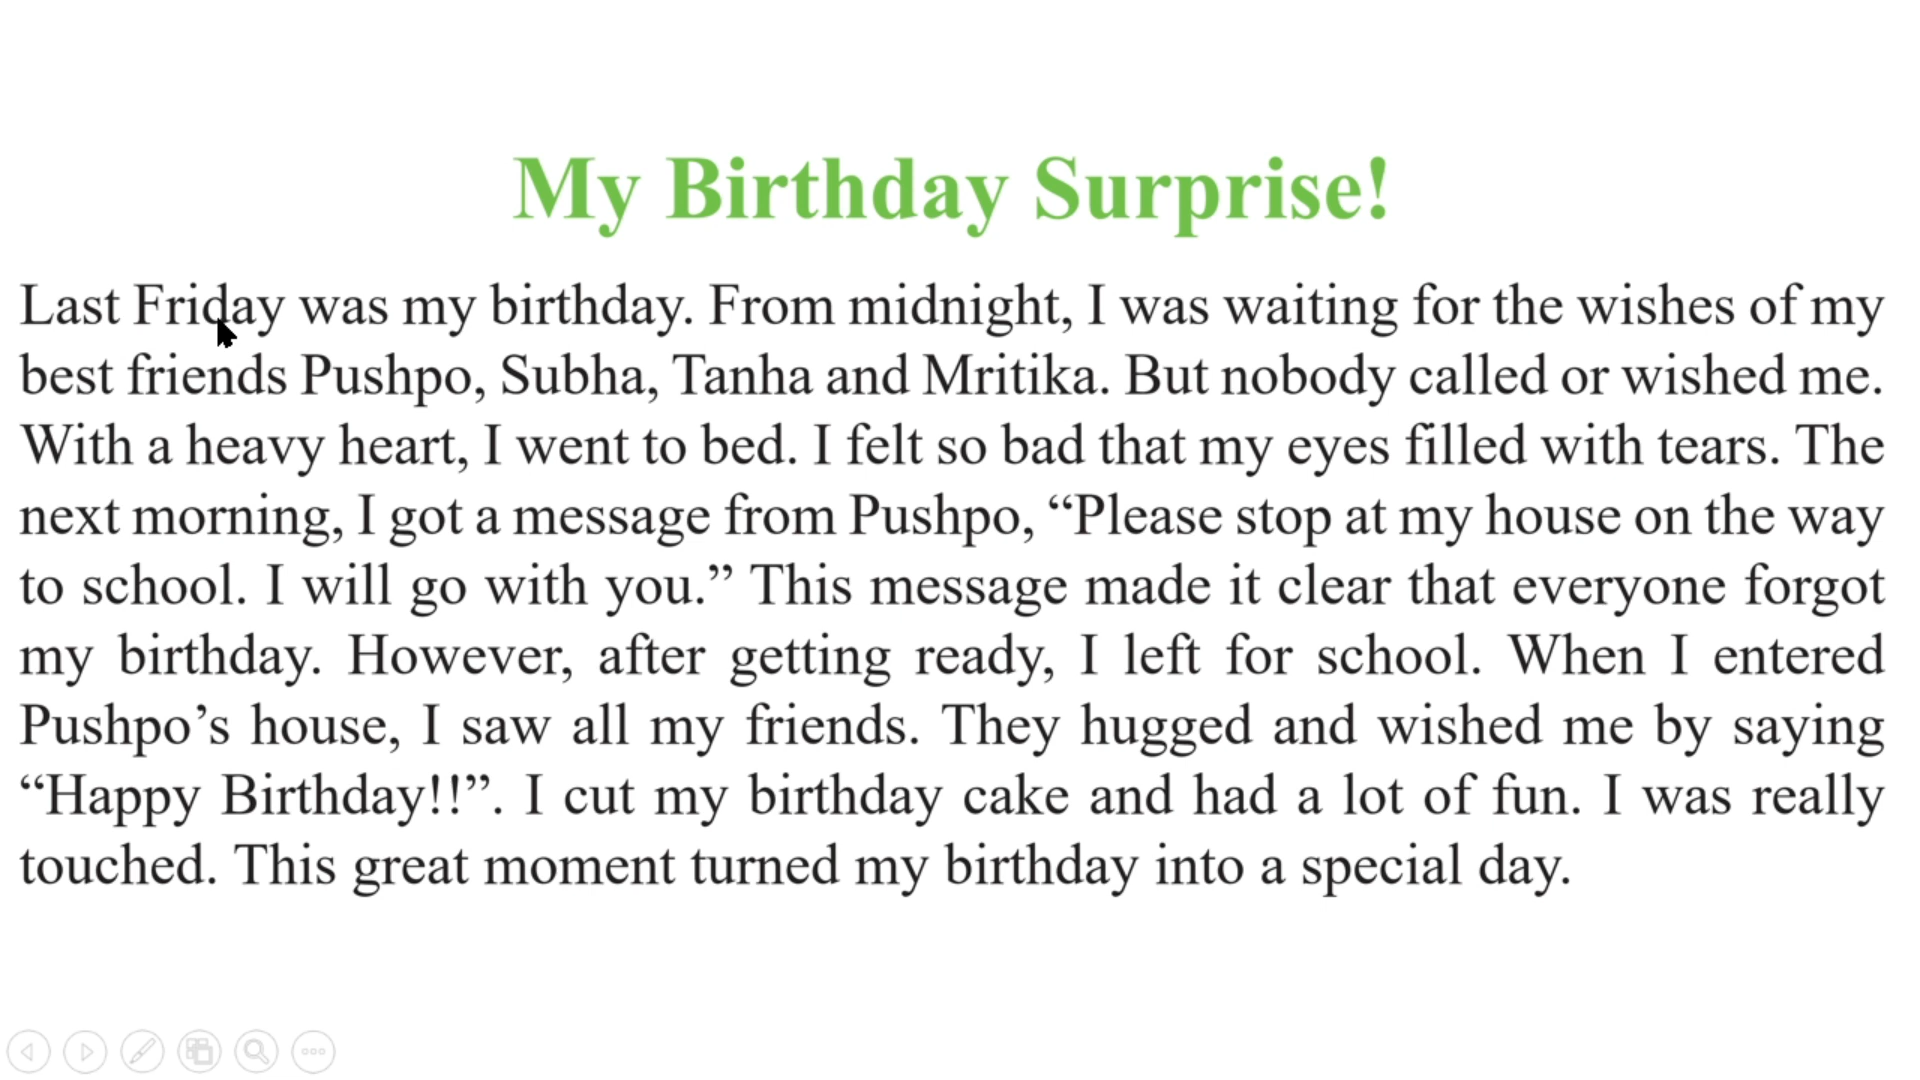 My Birthday Surprise!
Last Friday was my birthday. From midnight, I was waiting for the wishes of my
best friends Pushpo, Subha, Tanha and Mritika. But nobody called or wished me.
With a heavy heart, I went to bed. I felt so bad that my eyes filled with tears. The
next morning, I got a message from Pushpo, “Please stop at my house on the way
to school. I will go with you.” This message made it clear that everyone forgot
my birthday. However, after getting ready, I left for school. When I entered
Pushpo’s house, I saw all my friends. They hugged and wished me by saying
“Happy Birthday!!”. I cut my birthday cake and had a lot of fun. I was really
touched. This great moment turned my birthday into a special day.